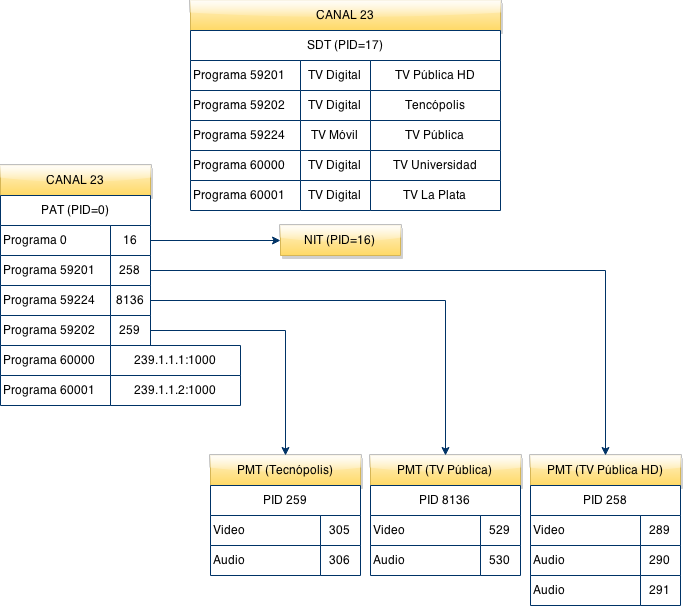 CANAL 23
SDT (PID=17)
Programa 59201 TV Digital TV Pública HD
Programa 59202 TV Digital Tencópolis
Programa 59224 TV Móvil TV Pública
Programa 60000 TV Digital TV Universidad
Programa 60001 TV Digital TV La Plata
CANAL 23
PAT (PID=0)
Programa 0 16
Programa 59201 258
Programa 59224 8136
Programa 59202 259
Programa 60000 239.1.1.1:1000
Programa 60001 239.1.1.2:1000
NIT (PID=16)
PMT (Tecnópolis)
PID 259
Video 305
Audio 306
PMT (TV Pública)
PID 8136
Video 529
Audio 530
PMT (TV Pública HD)
PID 258
Video 289
Audio 290
Audio 291